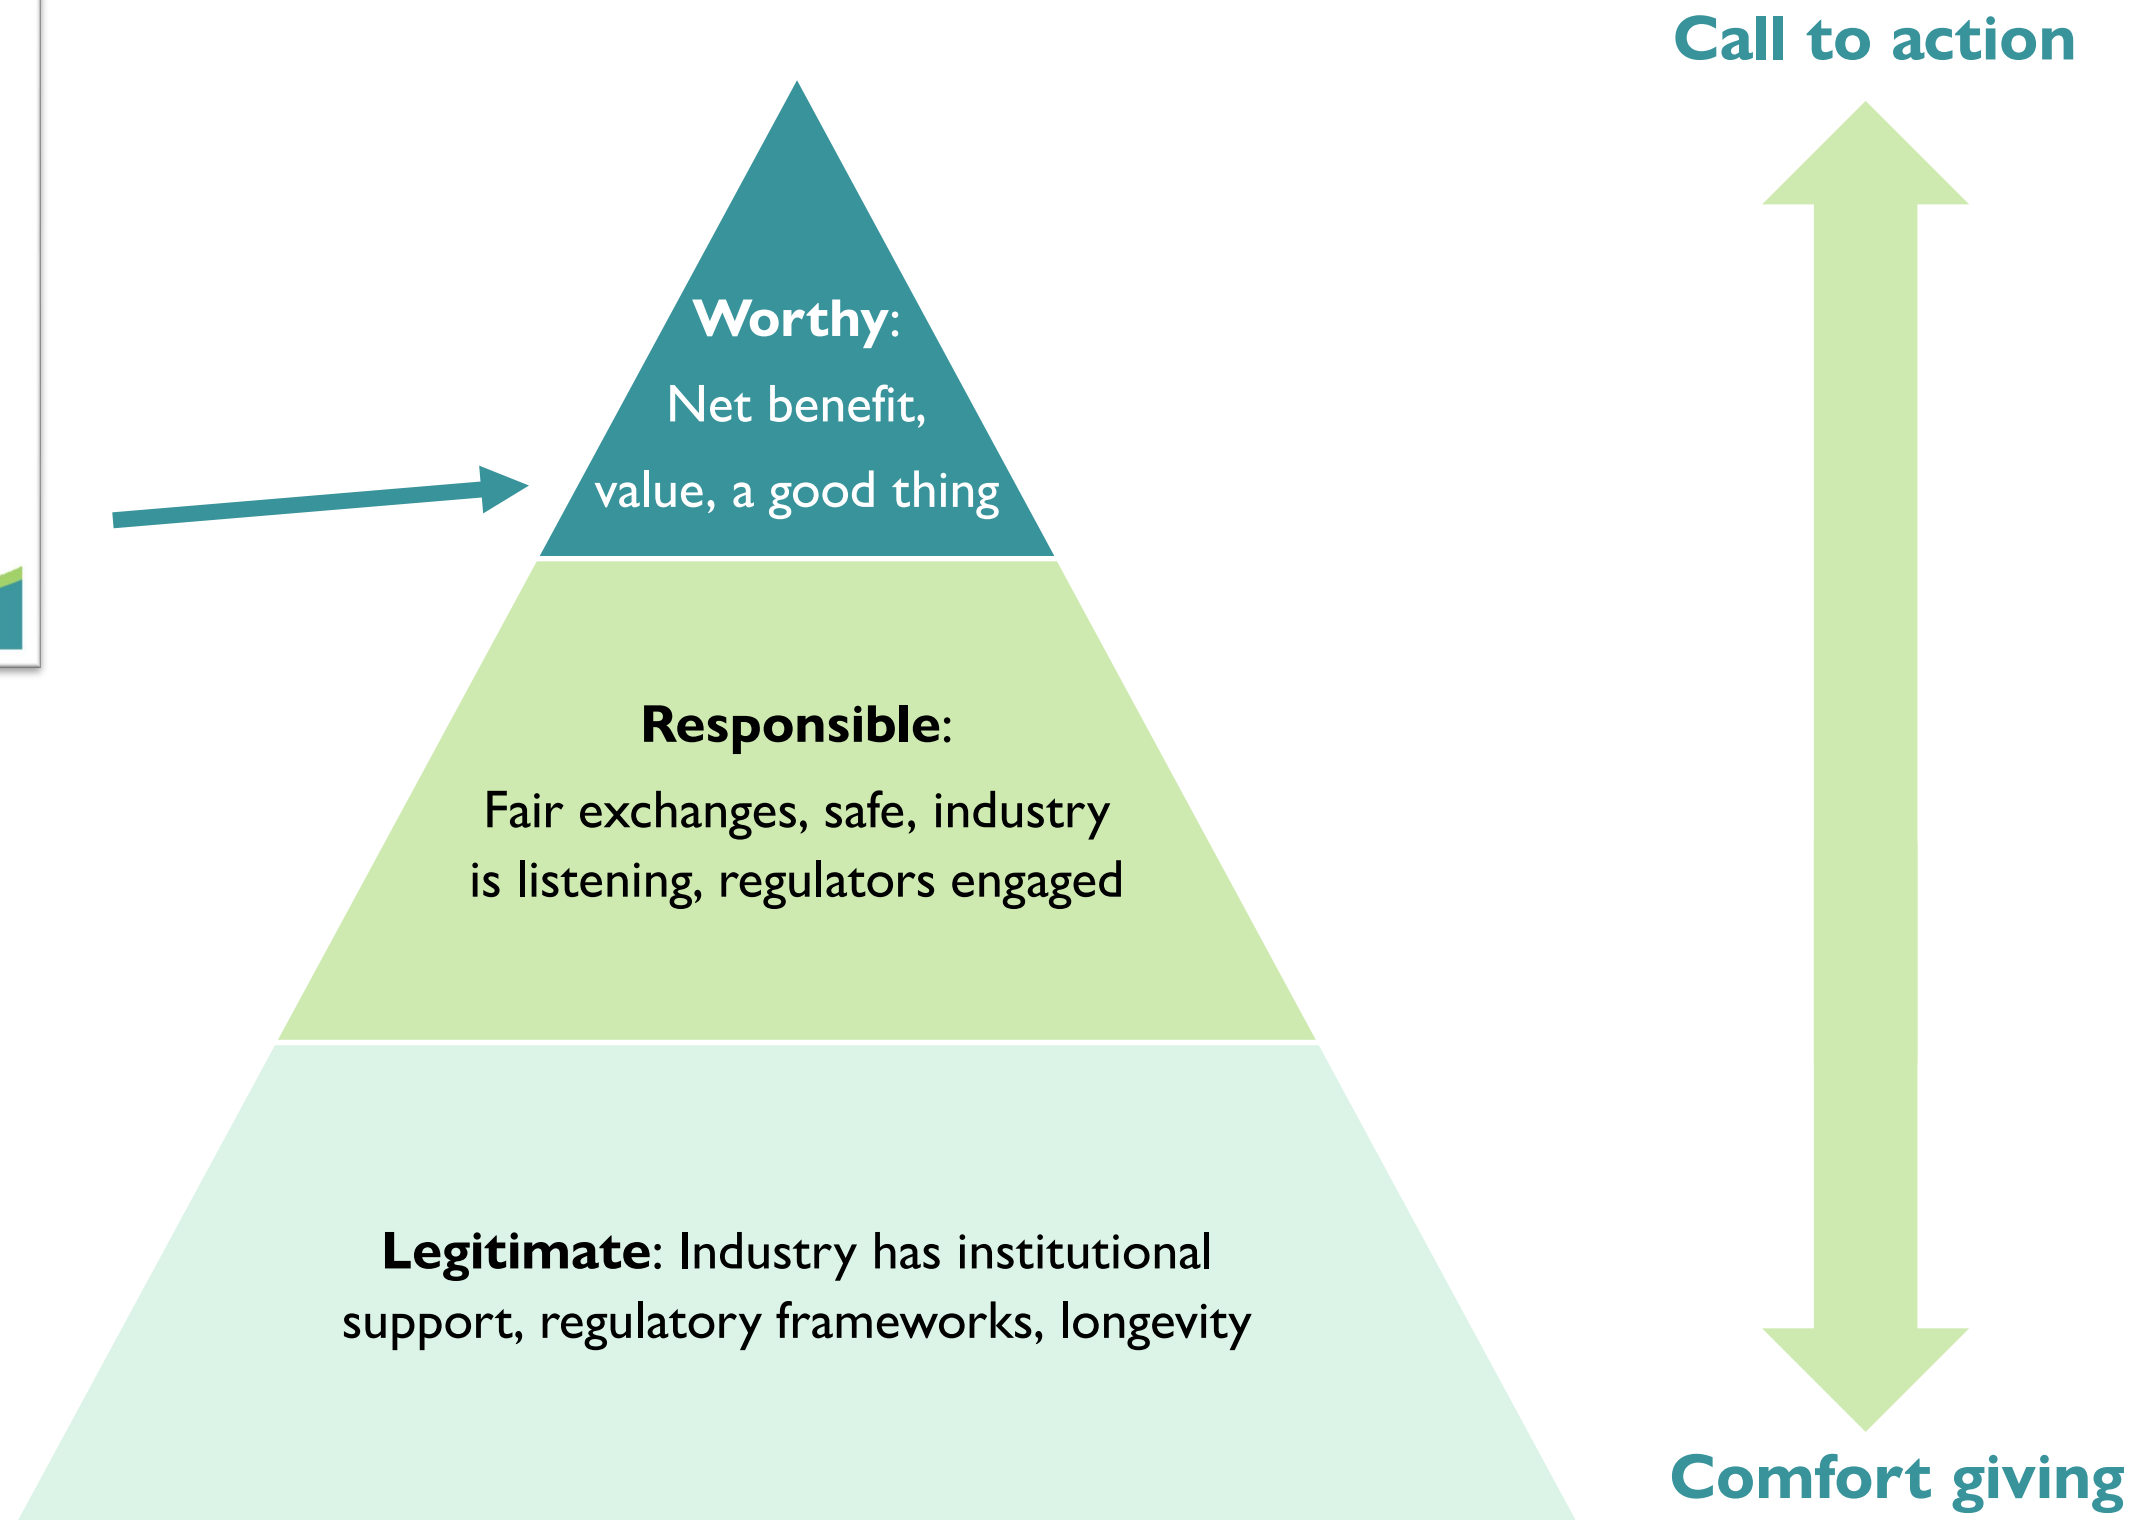 Call to action
Worthy:
Net benefit,
value, a good thing
Responsible:
Fair exchanges, safe, industry
is listening, regulators engaged
Legitimate: Industry has institutional
support, regulatory frameworks, longevity
Comfort giving